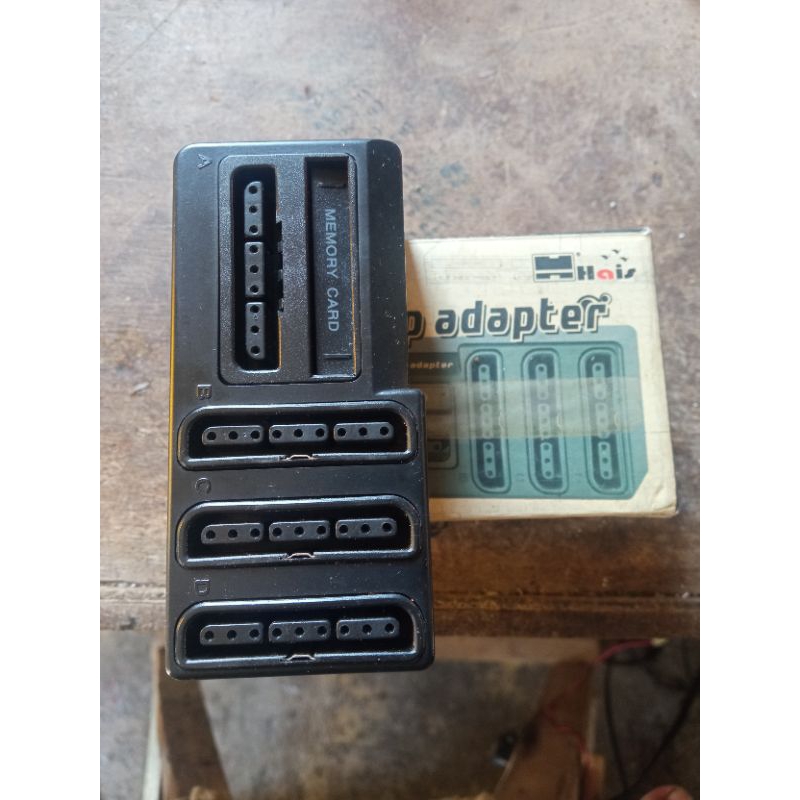 A
MEMORY CARD
B
C
D
Hais
p adapter
adapter